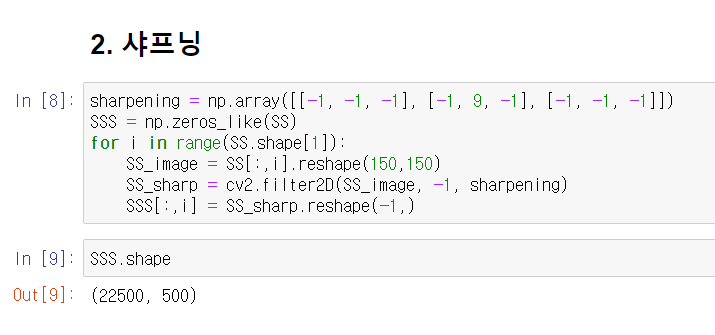 2. 샤프닝
In [8]: sharpening = np.array([[-1, -1, -1], [-1, 9, -1], [-1, -1, -1]])
SSS = np.zeros_like(SS)
for i in range(SS.shape[1]):
    SS_image = SS[:,i].reshape(150,150)
    SS_sharp = cv2.filter2D(SS_image, -1, sharpening)
    SSS[:,i] = SS_sharp.reshape(-1,)
In [9]: SSS.shape
Out[9]: (22500, 500)